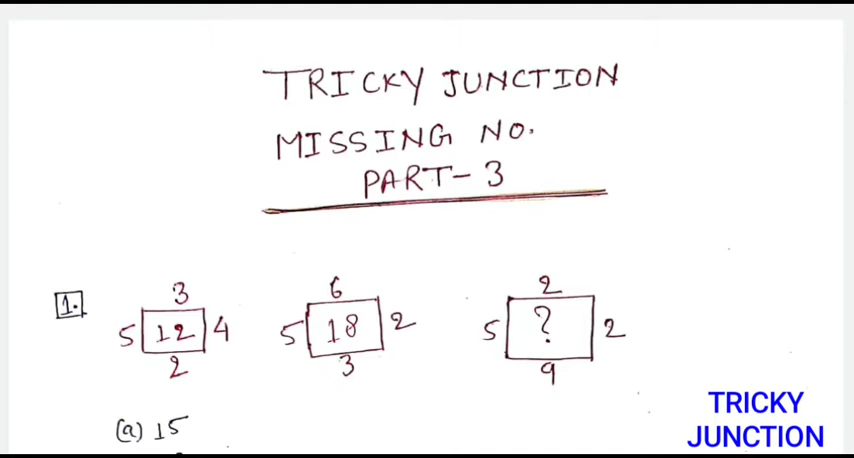 TRICKY JUNCTION
MISSING NO.
PART-3
1.
3
5 12 4
2
6
5 18 2
3
2
5 ? 2
9
(a) 15
TRICKY
JUNCTION